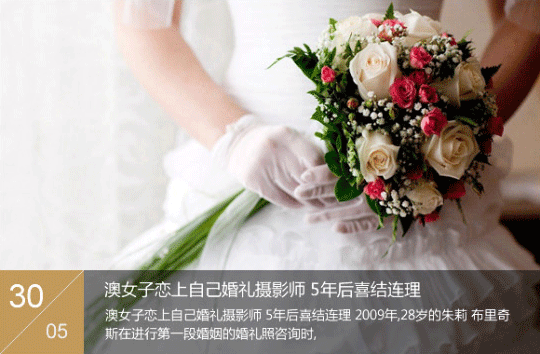 30
05
澳女子恋上自己婚礼摄影师 5年后喜结连理
澳女子恋上自己婚礼摄影师 5年后喜结连理 2009年,28岁的朱莉 布里奇
斯在进行第一段婚姻的婚礼照咨询时,